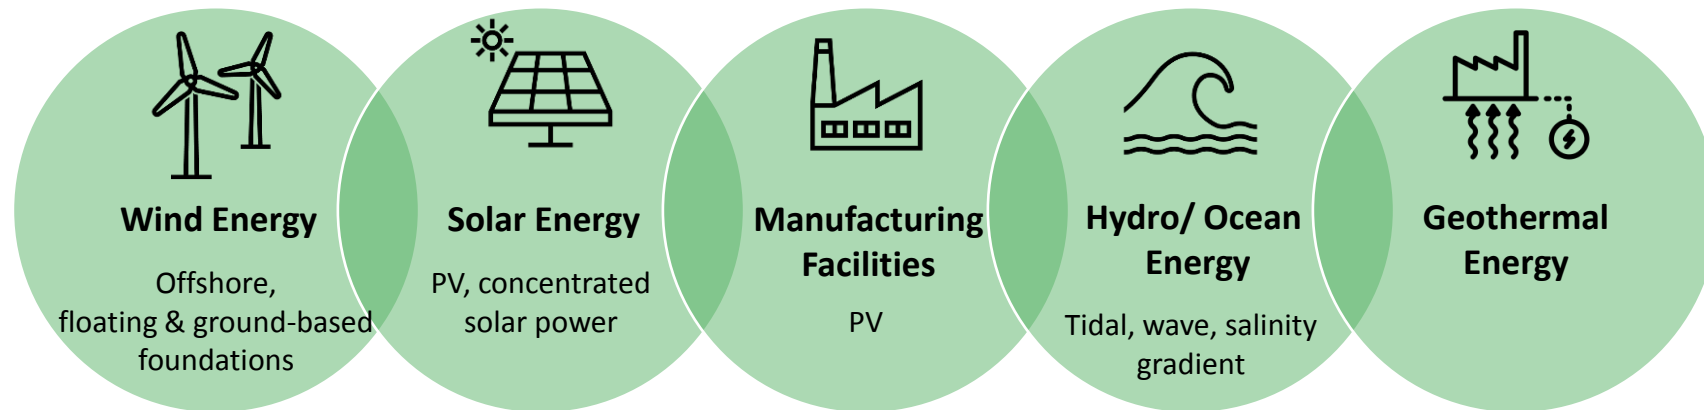 Wind Energy
Offshore,
floating & ground-based
foundations
Solar Energy
PV, concentrated
solar power
Manufacturing
Facilities
PV
Hydro/ Ocean
Energy
Tidal, wave, salinity
gradient
Geothermal
Energy